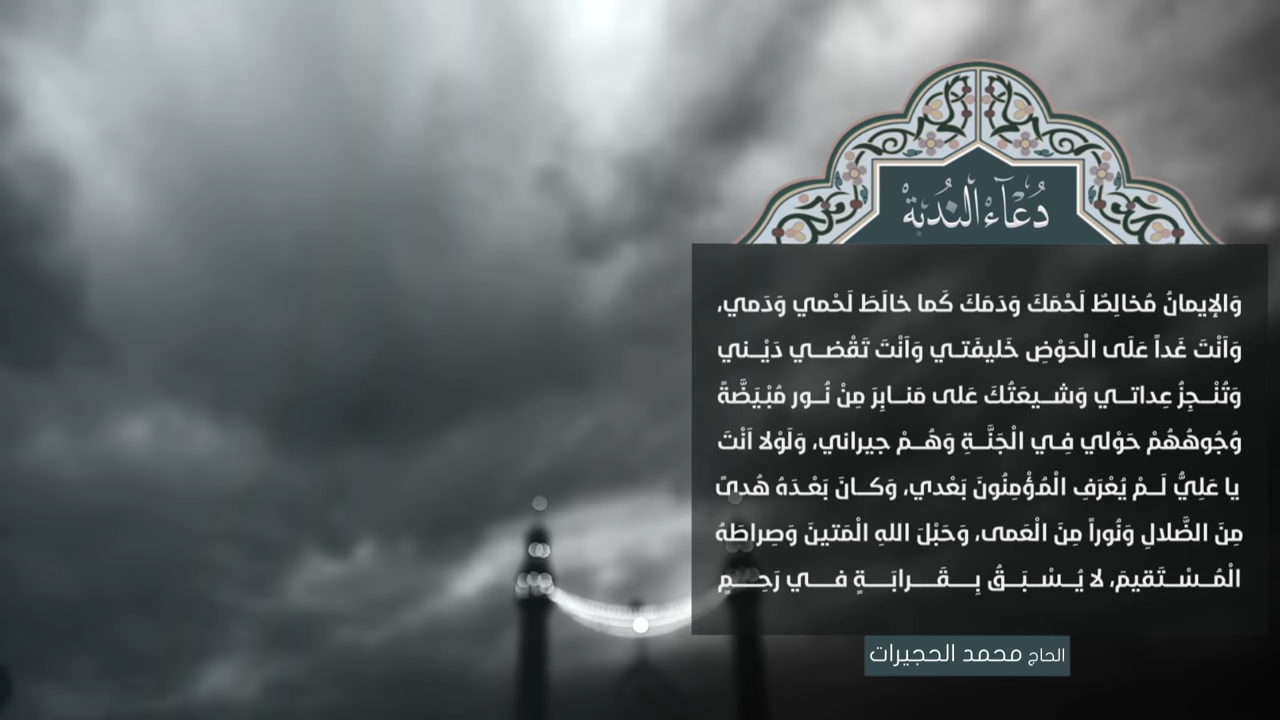 دُعَآءُ النُدبَة
وَالإيمانُ مُخالِطٌ لَحْمَكَ وَدَمَكَ كَما خالَطَ لَحْمي وَدَمي،
وَاَنْتَ غَداً عَلَى الْحَوْضِ خَليفَتي وَاَنْتَ تَقْضي دَيْني
وَتُنْجِزُ عِداتي وَشيعَتُكَ عَلى مَنابِرَ مِنْ نُور مُبْيَضَّةً
وُجُوهُهُمْ حَوْلي فِي الْجَنَّةِ وَهُمْ جيراني، وَلَوْلا اَنْتَ
يا عَلِيُّ لَمْ يُعْرَفِ الْمُؤْمِنُونَ بَعْدي، وَكانَ بَعْدَهُ هُدىً
مِنَ الضَّلالِ وَنُوراً مِنَ الْعَمى، وَحَبْلَ اللهِ الْمَتينَ وَصِراطَهُ
الْمُسْتَقيمَ، لا يُسْبَقُ بِقَرابَةٍ في رَحِمٍ
الحاج محمد الحجيرات